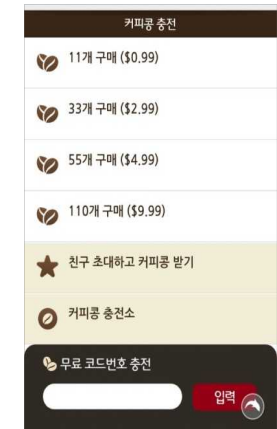 커피콩 충전
11개 구매 ($0.99)
33개 구매 ($2.99)
55개 구매 ($4.99)
110개 구매 ($9.99)
친구 초대하고 커피콩 받기
커피콩 충전소
무료 코드번호 충전
입력